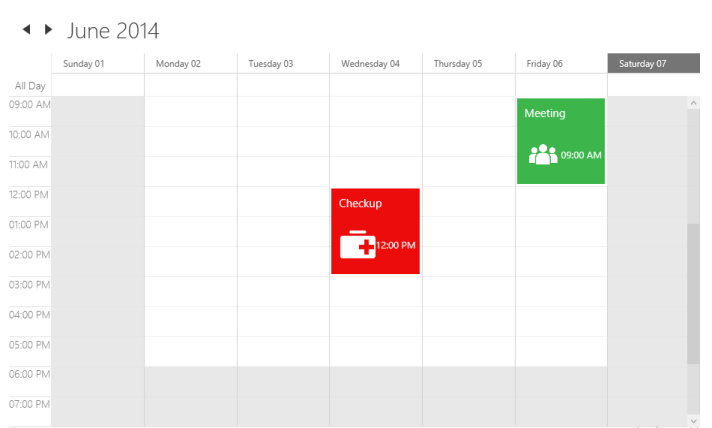 June 2014
Sunday 01 Monday 02 Tuesday 03 Wednesday 04 Thursday 05 Friday 06 Saturday 07
All Day
09:00 AM
Meeting
10:00 AM
09:00 AM
11:00 AM
12:00 PM
Checkup
01:00 PM
12:00 PM
02:00 PM
03:00 PM
04:00 PM
05:00 PM
06:00 PM
07:00 PM